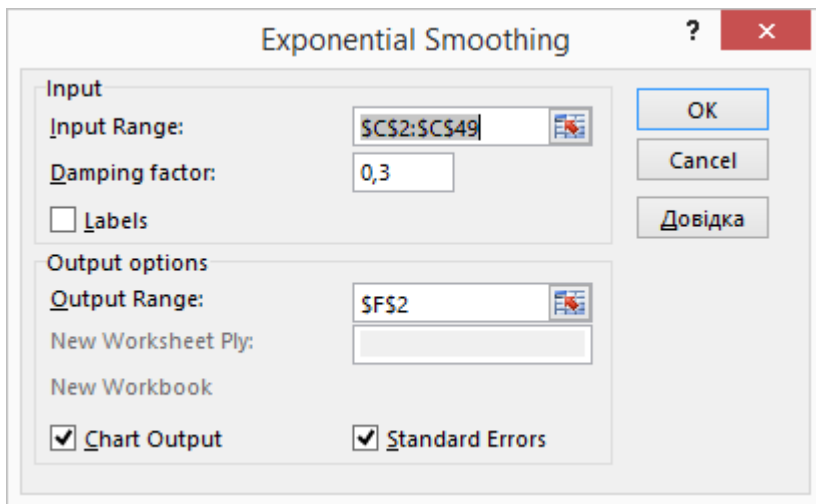 Exponential Smoothing
?
Input
Input Range:
$C$2:$C$49
Damping factor:
0,3
Labels
OK
Cancel
Довідка
Output options
Output Range:
$F$2
New Worksheet Ply:
New Workbook
Chart Output
Standard Errors